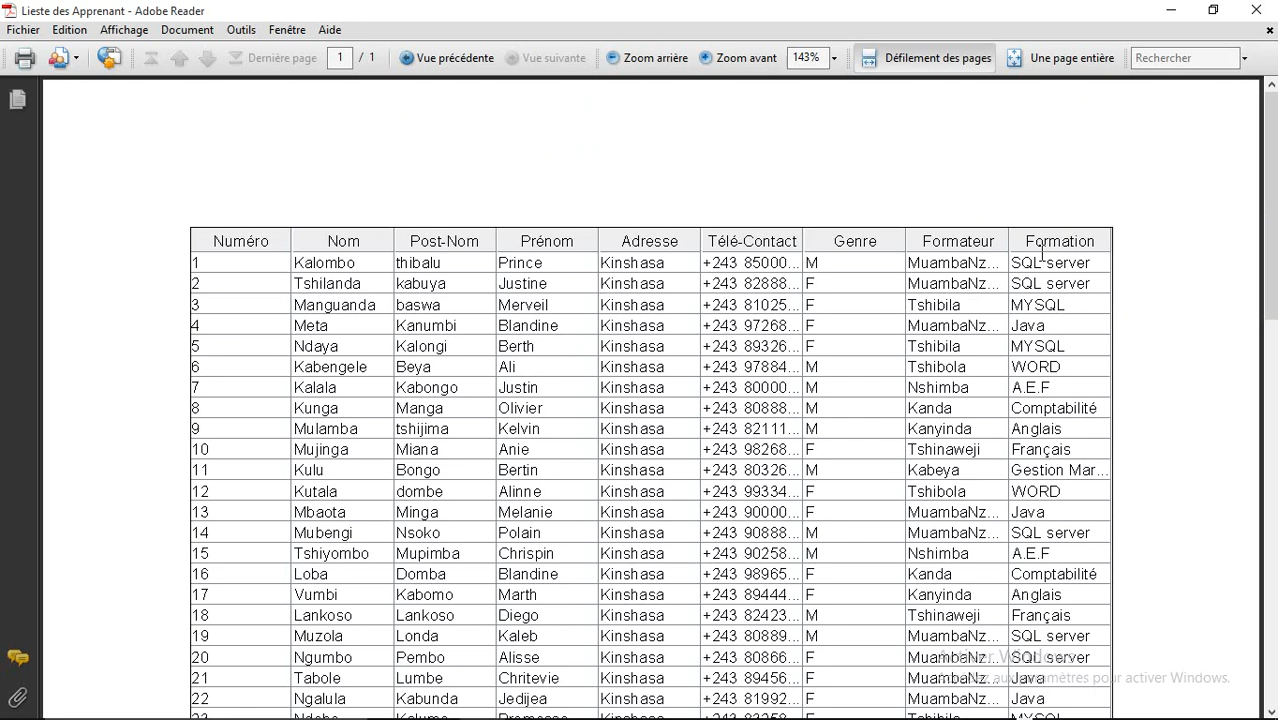 Lieste des Apprenant - Adobe Reader
Fichier Edition Affichage Document Outils Fenêtre Aide
Dernière page 1 / 1 Vue précédente Vue suivante Zoom arrière Zoom avant 143% Défilement des pages Une page entière Rechercher
Numéro Nom Post-Nom Prénom Adresse Télé-Contact Genre Formateur Formation
1 Kalombo thibalu Prince Kinshasa +243 85000... M MuambaNz... SQL server
2 Tshilanda kabuya Justine Kinshasa +243 82888... F MuambaNz... SQL server
3 Manguanda baswa Merveil Kinshasa +243 81025... F Tshibila MYSQL
4 Meta Kanumbi Blandine Kinshasa +243 97268... F MuambaNz... Java
5 Ndaya Kalongi Berth Kinshasa +243 89326... F Tshibila MYSQL
6 Kabengele Beya Ali Kinshasa +243 97884... M Tshibola WORD
7 Kalala Kabongo Justin Kinshasa +243 80000... M Nshimba A.E.F
8 Kunga Manga Olivier Kinshasa +243 80888... M Kanda Comptabilité
9 Mulamba tshijima Kelvin Kinshasa +243 82111... M Kanyinda Anglais
10 Mujinga Miana Anie Kinshasa +243 98268... F Tshinaweji Français
11 Kulu Bongo Bertin Kinshasa +243 80326... M Kabeya Gestion Mar...
12 Kutala dombe Alinne Kinshasa +243 99334... F Tshibola WORD
13 Mbaota Minga Melanie Kinshasa +243 90000... F MuambaNz... Java
14 Mubengi Nsoko Polain Kinshasa +243 90888... M MuambaNz... SQL server
15 Tshiyombo Mupimba Chrispin Kinshasa +243 90258... M Nshimba A.E.F
16 Loba Domba Blandine Kinshasa +243 98965... F Kanda Comptabilité
17 Vumbi Kabomo Marth Kinshasa +243 89444... F Kanyinda Anglais
18 Lankoso Lankoso Diego Kinshasa +243 82423... M Tshinaweji Français
19 Muzola Londa Kaleb Kinshasa +243 80889... M MuambaNz... SQL server
20 Ngumbo Pembo Alisse Kinshasa +243 80866... F MuambaNz... SQL server
Activer Windows
21 Tabole Lumbe Chritevie Kinshasa +243 89456... F MuambaNz... Java
paramètres pour activer Windows.
22 Ngalula Kabunda Jedijea Kinshasa +243 81992... F MuambaNz... Java